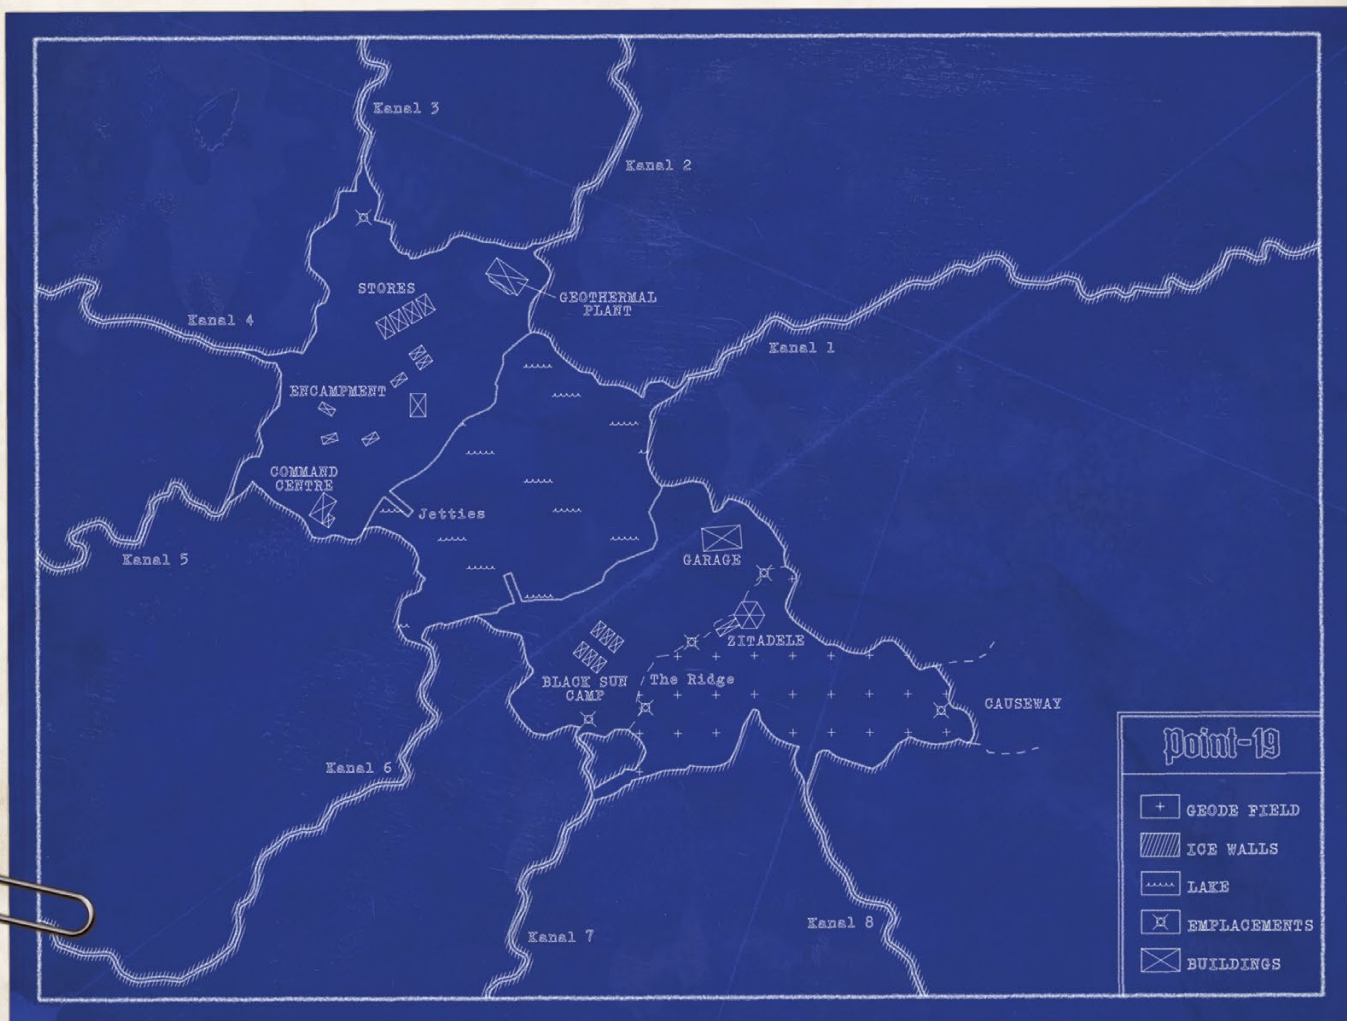 Kanal 3
Kanal 2
STORES
GEOTHERMAL
PLANT
Kanal 4
Kanal 1
ENCAMPMENT
COMMAND
CENTRE
Jetties
Kanal 5
GARAGE
ZITADELE
BLACK SUN
CAMP
The Ridge
CAUSEWAY
Kanal 6
Kanal 7
Kanal 8
Point-19
GEODE FIELD
ICE WALLS
LAKE
EMPLACEMENTS
BUILDINGS